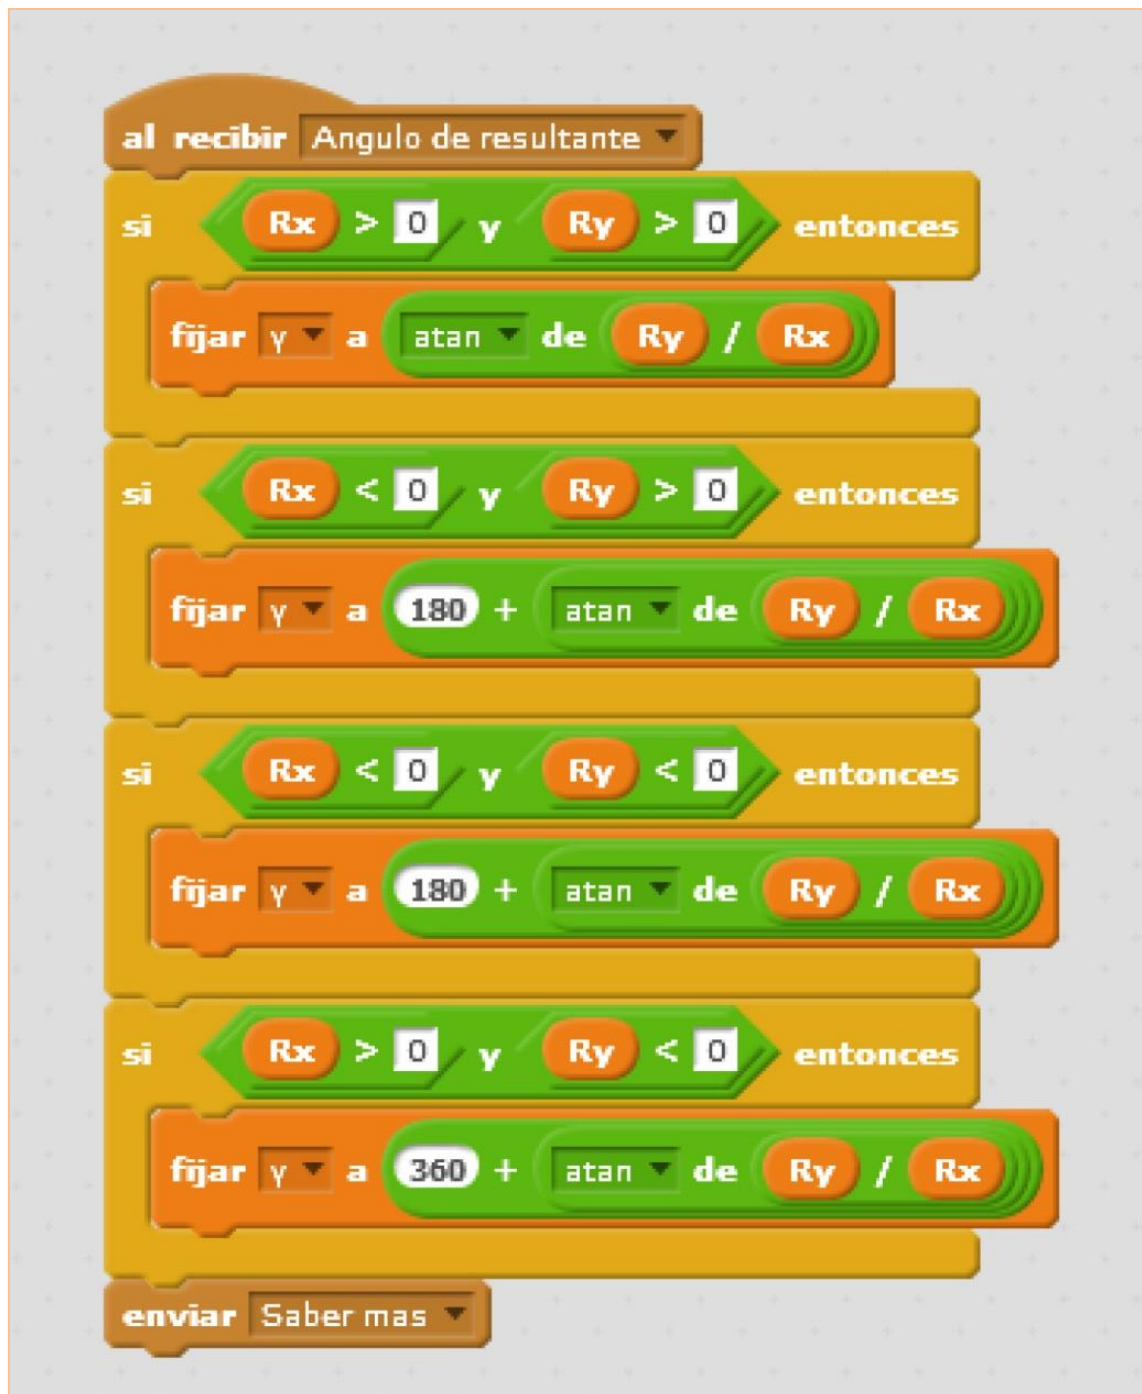 al recibir Angulo de resultante
si Rx > 0 y Ry > 0 entonces
fijar γ a atan de Ry / Rx
si Rx < 0 y Ry > 0 entonces
fijar γ a 180 + atan de Ry / Rx
si Rx < 0 y Ry < 0 entonces
fijar γ a 180 + atan de Ry / Rx
si Rx > 0 y Ry < 0 entonces
fijar γ a 360 + atan de Ry / Rx
enviar Saber mas